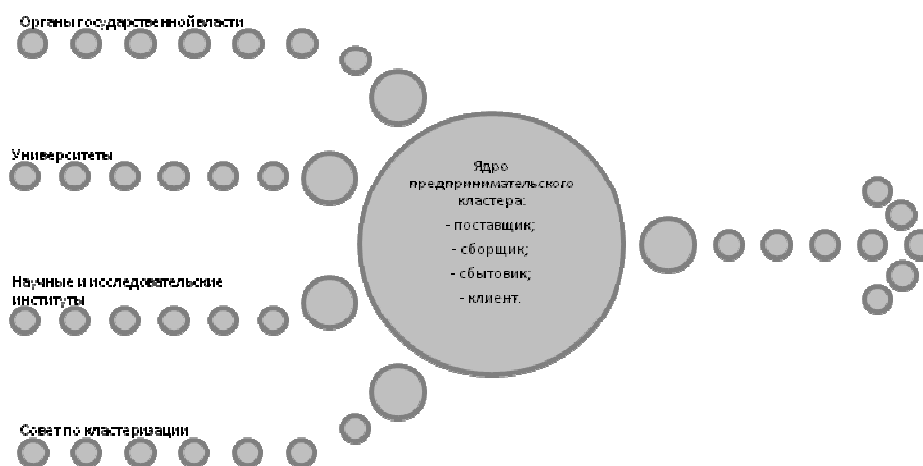 Органы государственной власти
Университеты
Ядро
предпринимательского
кластера:
- поставщик;
- сборщик;
- сбытовик;
- клиент.
Научные и исследовательские
институты
Совет по кластеризации